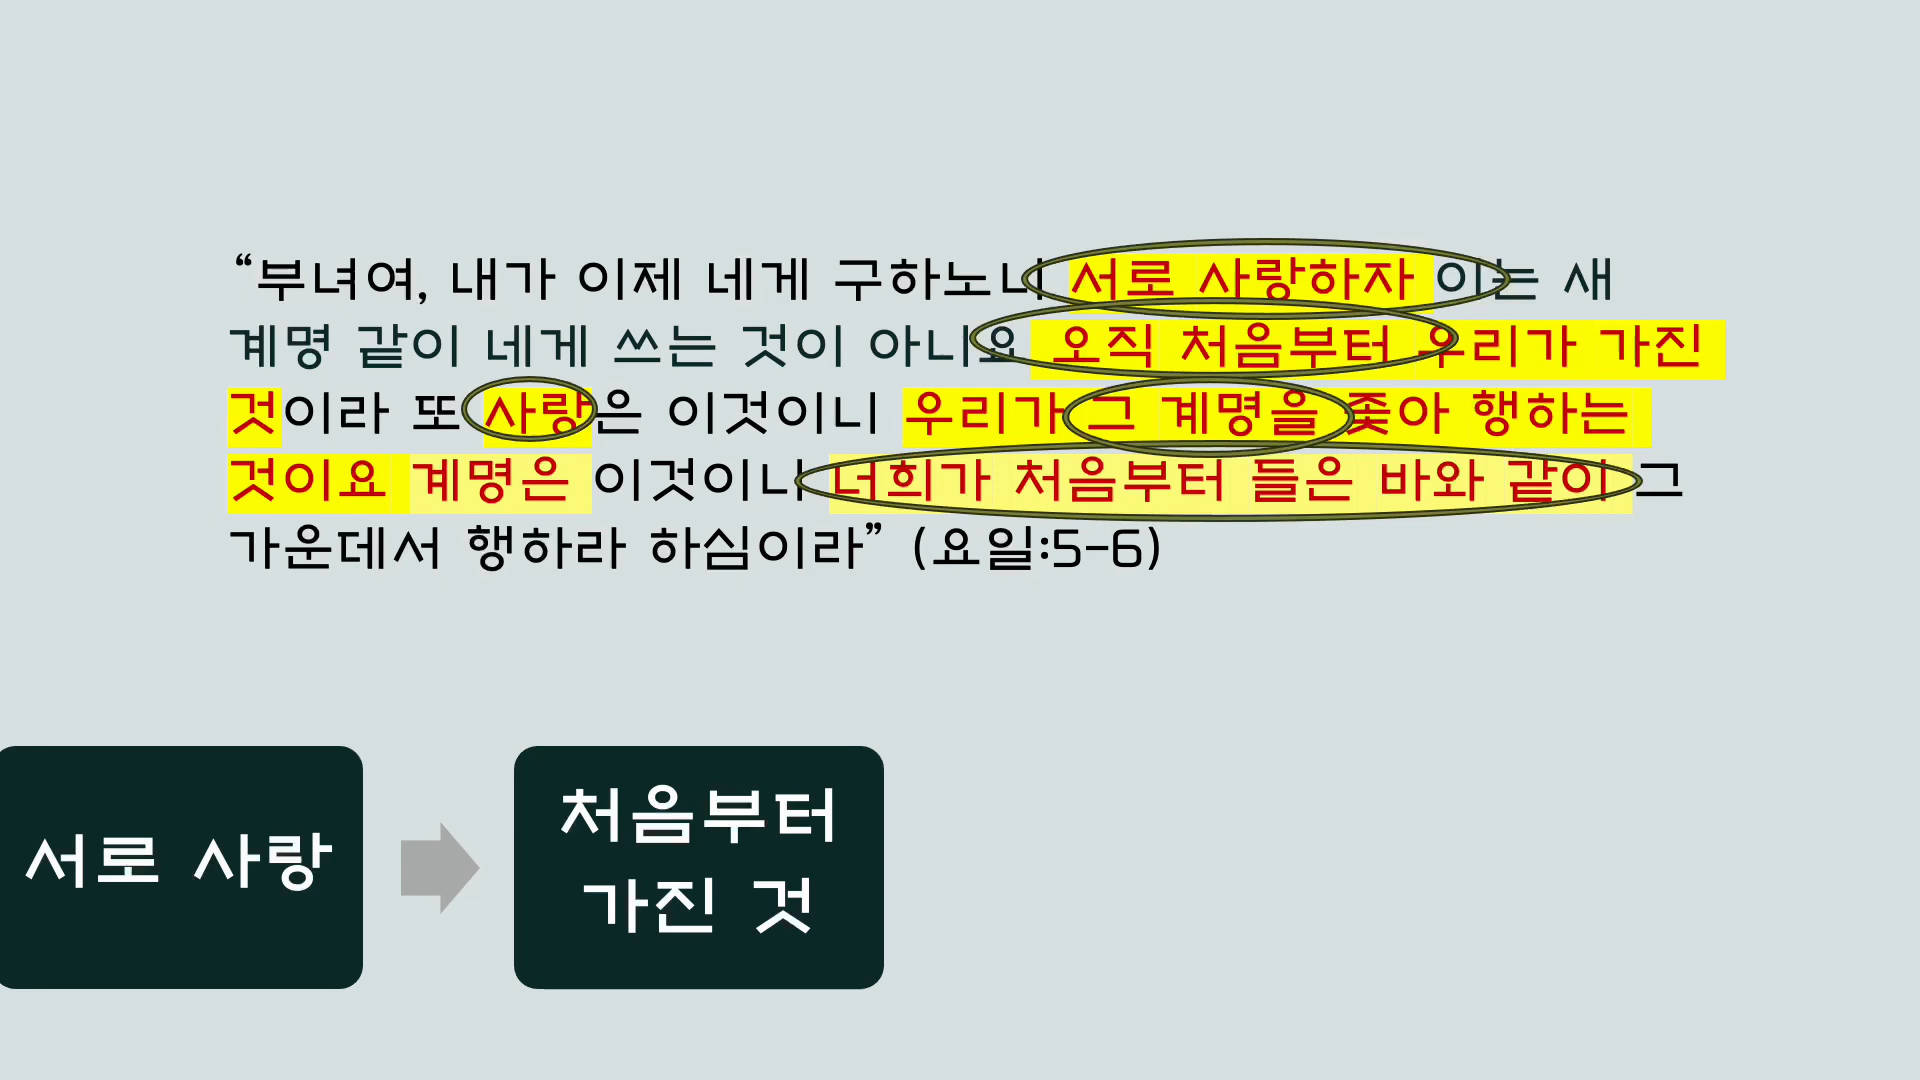 “부녀여, 내가 이제 네게 구하노니 서로 사랑하자 이는 새
계명 같이 네게 쓰는 것이 아니요 오직 처음부터 우리가 가진
것이라 또 사랑은 이것이니 우리가 그 계명을 좇아 행하는
것이요 계명은 이것이니 너희가 처음부터 들은 바와 같이 그
가운데서 행하라 하심이라” (요일:5-6)
서로 사랑
처음부터
가진 것